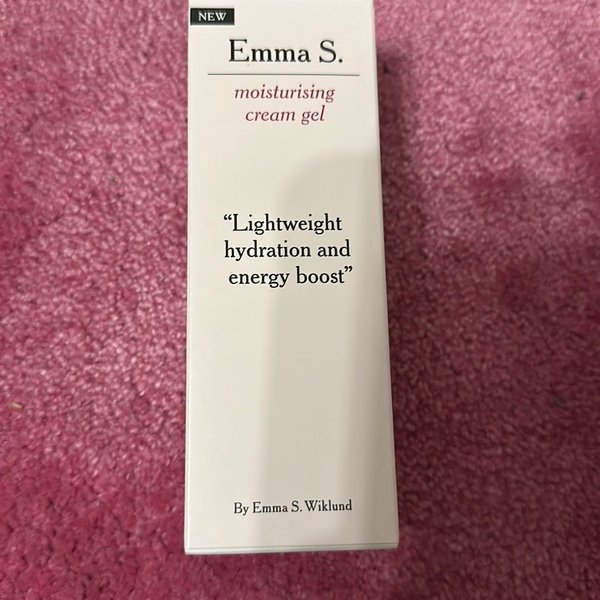 NEW
Emma S.
moisturising
cream gel
“Lightweight
hydration and
energy boost”
By Emma S. Wiklund